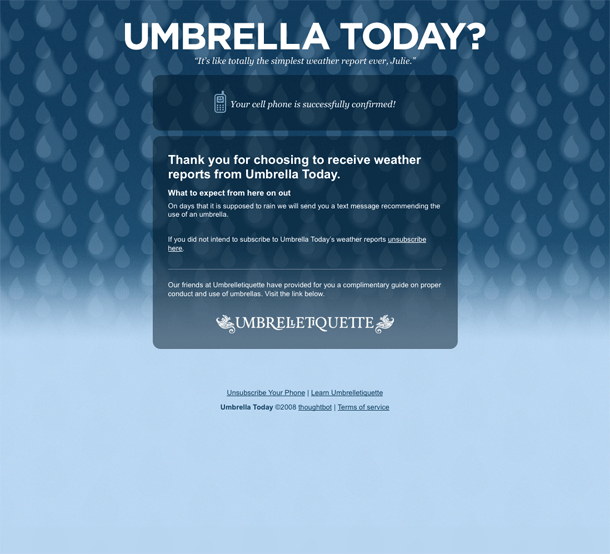 UMBRELLA TODAY?
“It’s like totally the simplest weather report ever, Julie.”
Your cell phone is successfully confirmed!
Thank you for choosing to receive weather
reports from Umbrella Today.
What to expect from here on out
On days that it is supposed to rain we will send you a text message recommending the
use of an umbrella.
If you did not intend to subscribe to Umbrella Today’s weather reports unsubscribe
here.
Our friends at Umbrelletiquette have provided for you a complimentary guide on proper
conduct and use of umbrellas. Visit the link below.
UMBRELLETIQUETTE
Unsubscribe Your Phone | Learn Umbrelletiquette
Umbrella Today ©2008 thoughtbot | Terms of service